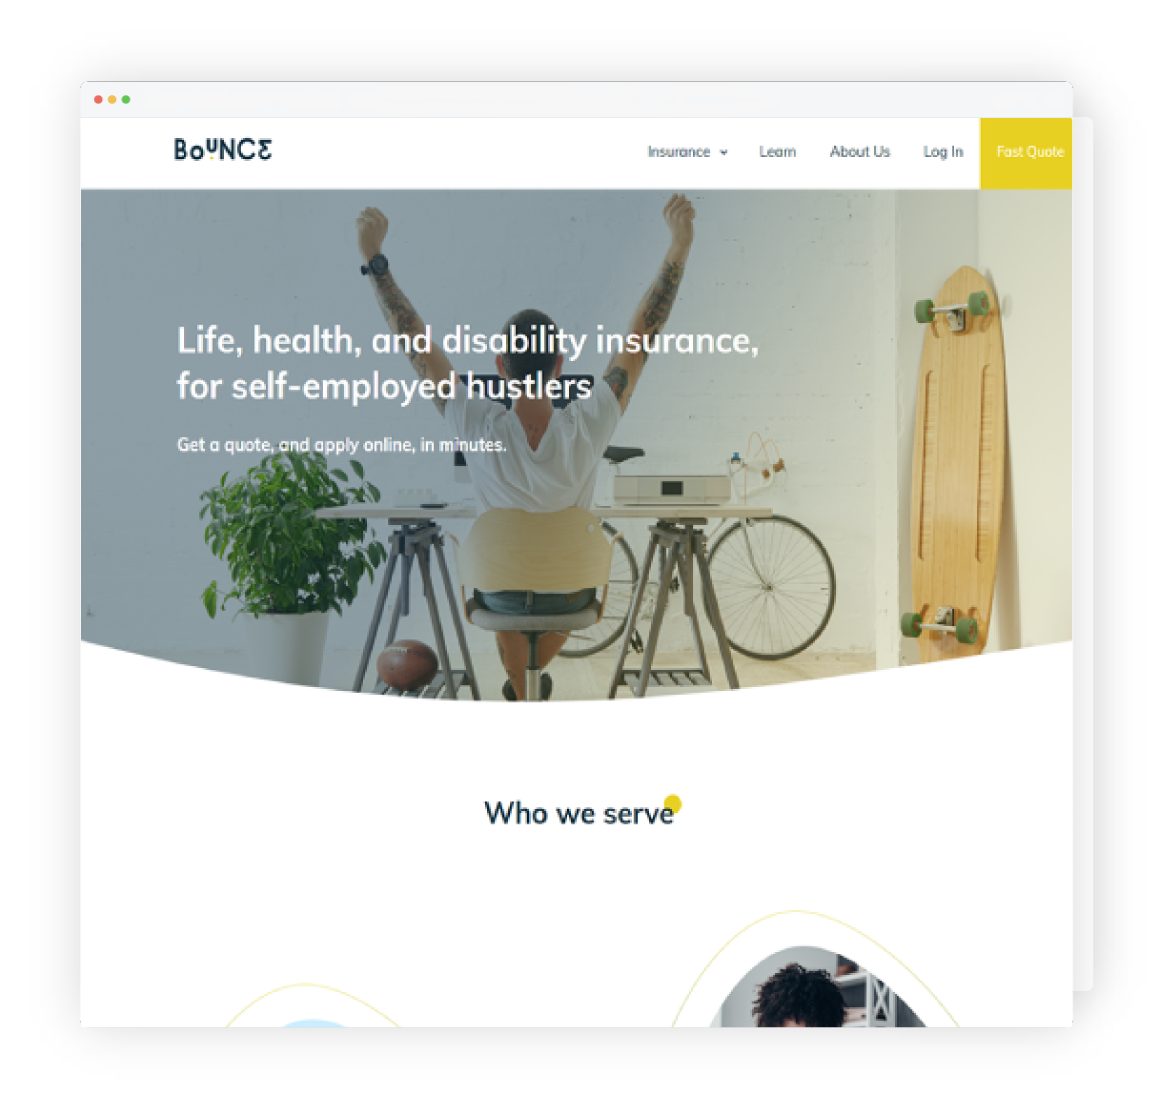 BOUNCE
Insurance Learn About Us Log In Fast Quote
Life, health, and disability insurance,
for self-employed hustlers
Get a quote, and apply online, in minutes.
Who we serve